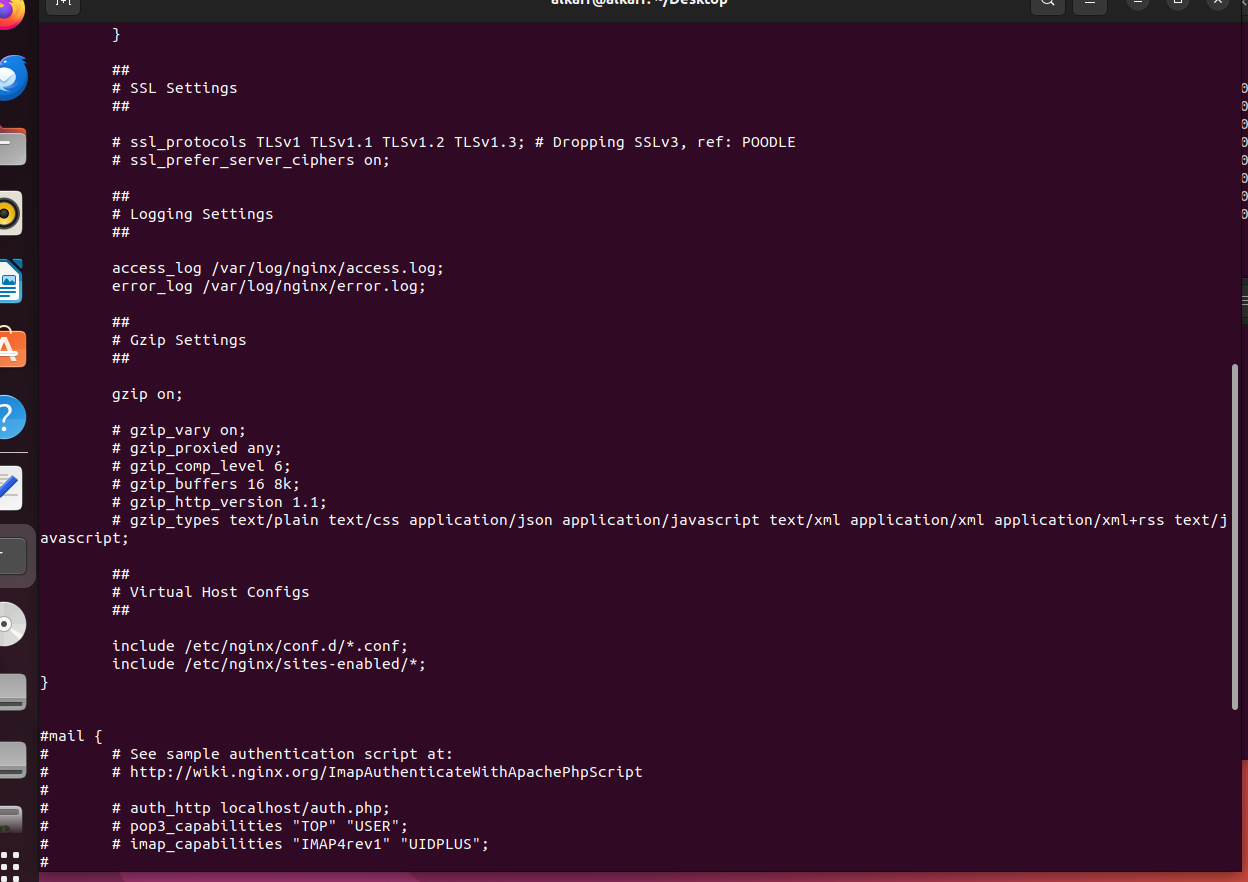 alkarr@alkarr: ~/Desktop
}
##
# SSL Settings
##
# ssl_protocols TLSv1 TLSv1.1 TLSv1.2 TLSv1.3; # Dropping SSLv3, ref: POODLE
# ssl_prefer_server_ciphers on;
##
# Logging Settings
##
access_log /var/log/nginx/access.log;
error_log /var/log/nginx/error.log;
##
# Gzip Settings
##
gzip on;
# gzip_vary on;
# gzip_proxied any;
# gzip_comp_level 6;
# gzip_buffers 16 8k;
# gzip_http_version 1.1;
# gzip_types text/plain text/css application/json application/javascript text/xml application/xml application/xml+rss text/j
avascript;
##
# Virtual Host Configs
##
include /etc/nginx/conf.d/*.conf;
include /etc/nginx/sites-enabled/*;
}
#mail {
#       # See sample authentication script at:
#       # http://wiki.nginx.org/ImapAuthenticateWithApachePhpScript
#
#       # auth_http localhost/auth.php;
#       # pop3_capabilities "TOP" "USER";
#       # imap_capabilities "IMAP4rev1" "UIDPLUS";
#